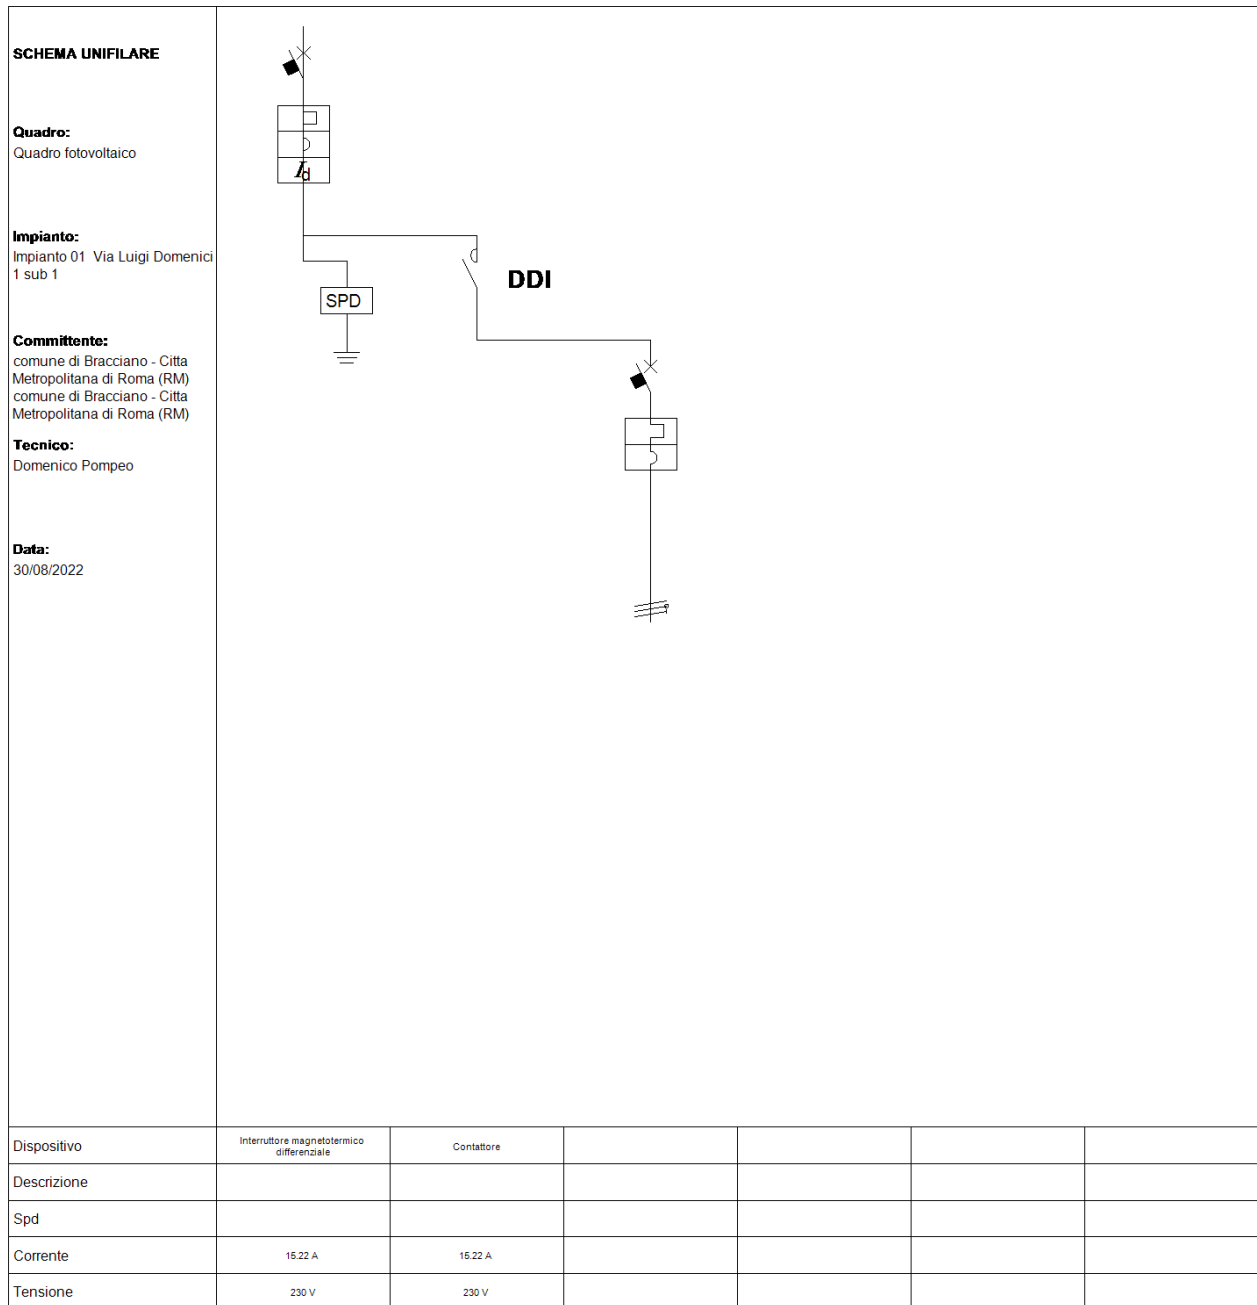 SCHEMA UNIFILARE
Quadro:
Quadro fotovoltaico
Impianto:
Impianto 01 Via Luigi Domenici
1 sub 1
Committente:
comune di Bracciano - Citta
Metropolitana di Roma (RM)
comune di Bracciano - Citta
Metropolitana di Roma (RM)
Tecnico:
Domenico Pompeo
Data:
30/08/2022
Id
SPD
DDI
Dispositivo
Interruttore magnetotermico
differenziale
Contattore
Descrizione
Spd
Corrente
15.22 A
15.22 A
Tensione
230 V
230 V